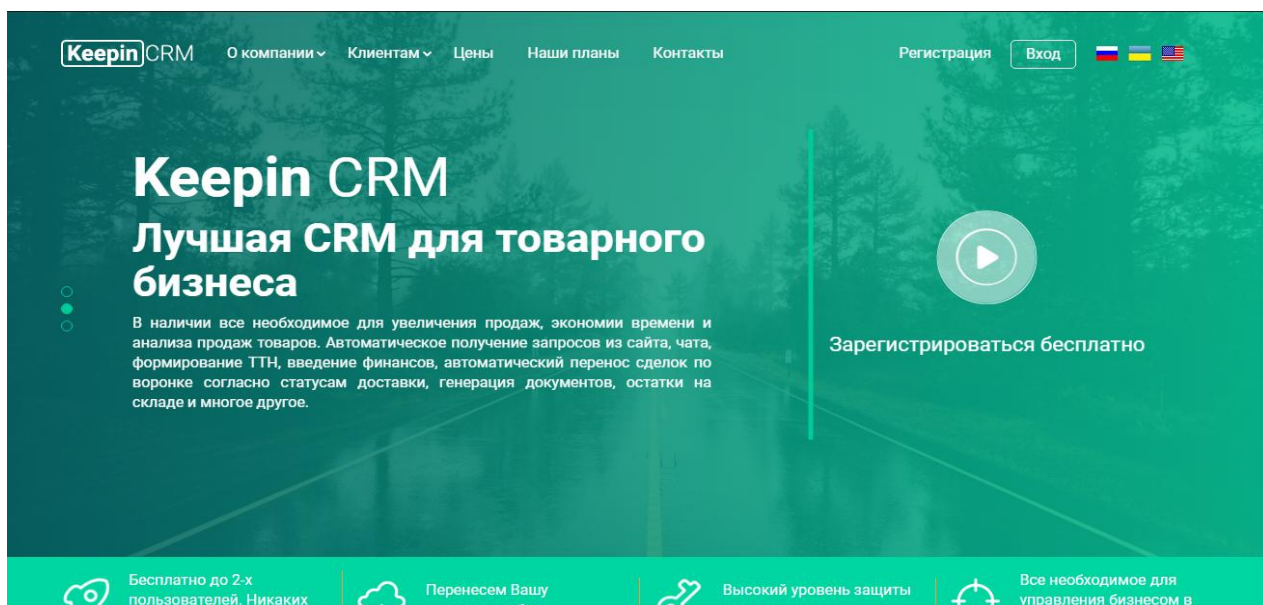 KeepinCRM О компании Клиентам Цены Наши планы Контакты Регистрация Вход
Keepin CRM
Лучшая CRM для товарного
бизнеса
В наличии все необходимое для увеличения продаж, экономии времени и
анализа продаж товаров. Автоматическое получение запросов из сайта, чата,
формирование ТТН, введение финансов, автоматический перенос сделок по
воронке согласно статусам доставки, генерация документов, остатки на
складе и многое другое.
Зарегистрироваться бесплатно
Бесплатно до 2-х
пользователей. Никаких
Перенесем Вашу
Высокий уровень защиты
Все необходимое для
управления бизнесом в